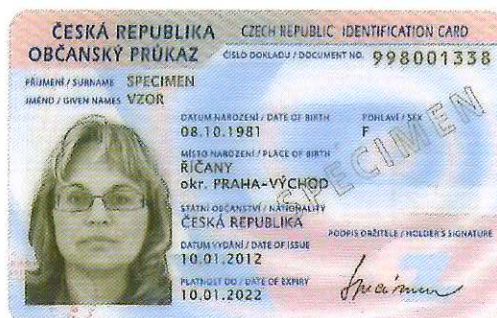 ČESKÁ REPUBLIKA CZECH REPUBLIC IDENTIFICATION CARD
OBČANSKÝ PRŮKAZ ČÍSLO DOKLADU / DOCUMENT NO. 998001338
PŘÍJMENÍ / SURNAME SPECIMEN
JMÉNO / GIVEN NAMES VZOR
DATUM NAROZENÍ / DATE OF BIRTH POHLAVÍ / SEX
08.10.1981 F
MÍSTO NAROZENÍ / PLACE OF BIRTH
ŘÍČANY
okr. PRAHA-VÝCHOD
SPECIMEN
STÁTNÍ OBČANSTVÍ / NATIONALITY
ČESKÁ REPUBLIKA
PODPIS DRŽITELE / HOLDER'S SIGNATURE
DATUM VYDÁNÍ / DATE OF ISSUE
10.01.2012
PLATNOST DO / DATE OF EXPIRY
10.01.2022
Specimen